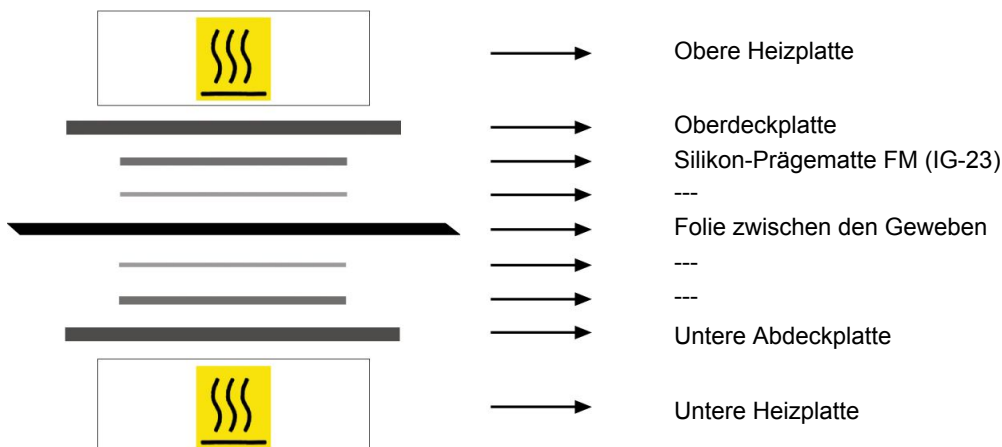 Obere Heizplatte
Oberdeckplatte
Silikon-Prägematte FM (IG-23)
---
Folie zwischen den Geweben
---
---
Untere Abdeckplatte
Untere Heizplatte